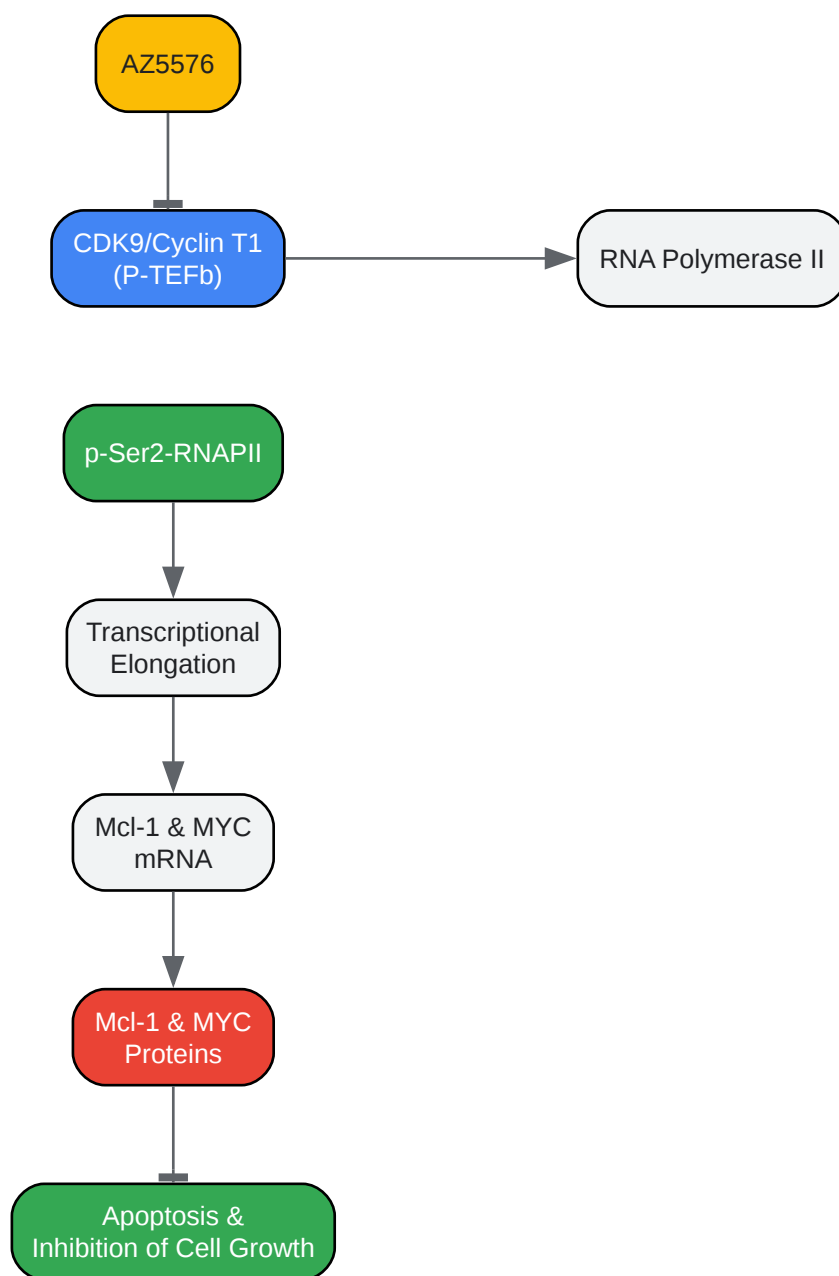 AZ5576
CDK9/Cyclin T1
(P-TEFb)
RNA Polymerase II
p-Ser2-RNAPII
Transcriptional
Elongation
Mcl-1 & MYC
mRNA
Mcl-1 & MYC
Proteins
Apoptosis &
Inhibition of Cell Growth